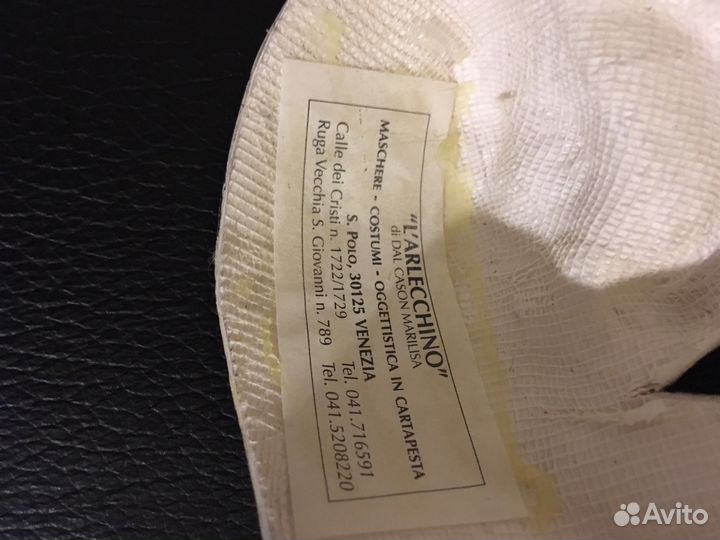 "L'ARLECCHINO"
di DAL CASON MARILISA
MASCHERE - COSTUMI - OGGETTISTICA IN CARTAPESTA
S. POLO, 30125 VENEZIA
Calle dei Cristi n. 1722/1729 Tel. 041.716591
Ruga Vecchia S. Giovanni n. 789 Tel. 041.5208220
Avito